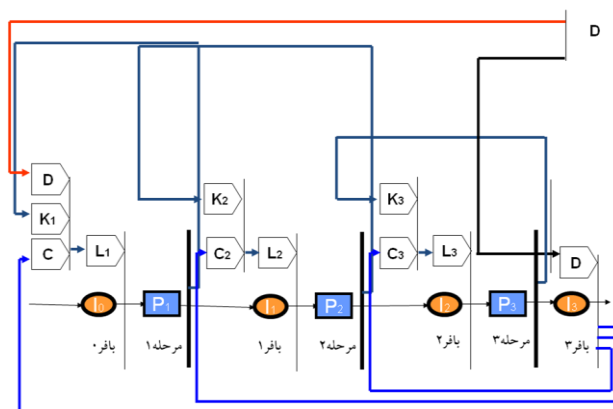 D
D
K1
K2
K3
C
L1
C2
L2
C3
L3
D
I0
P1
I1
P2
I2
P3
I3
بافر۰
مرحله۱
بافر۱
مرحله۲
بافر۲
مرحله۳
بافر۳